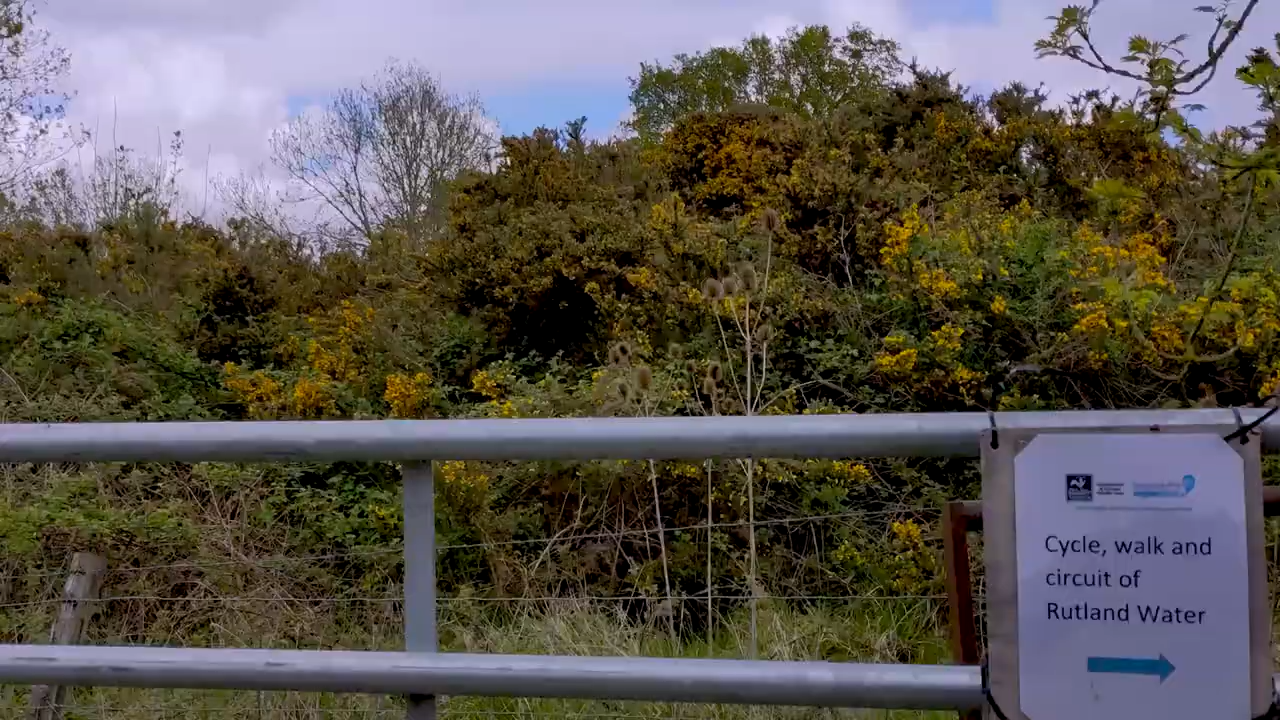 Cycle, walk and
circuit of
Rutland Water